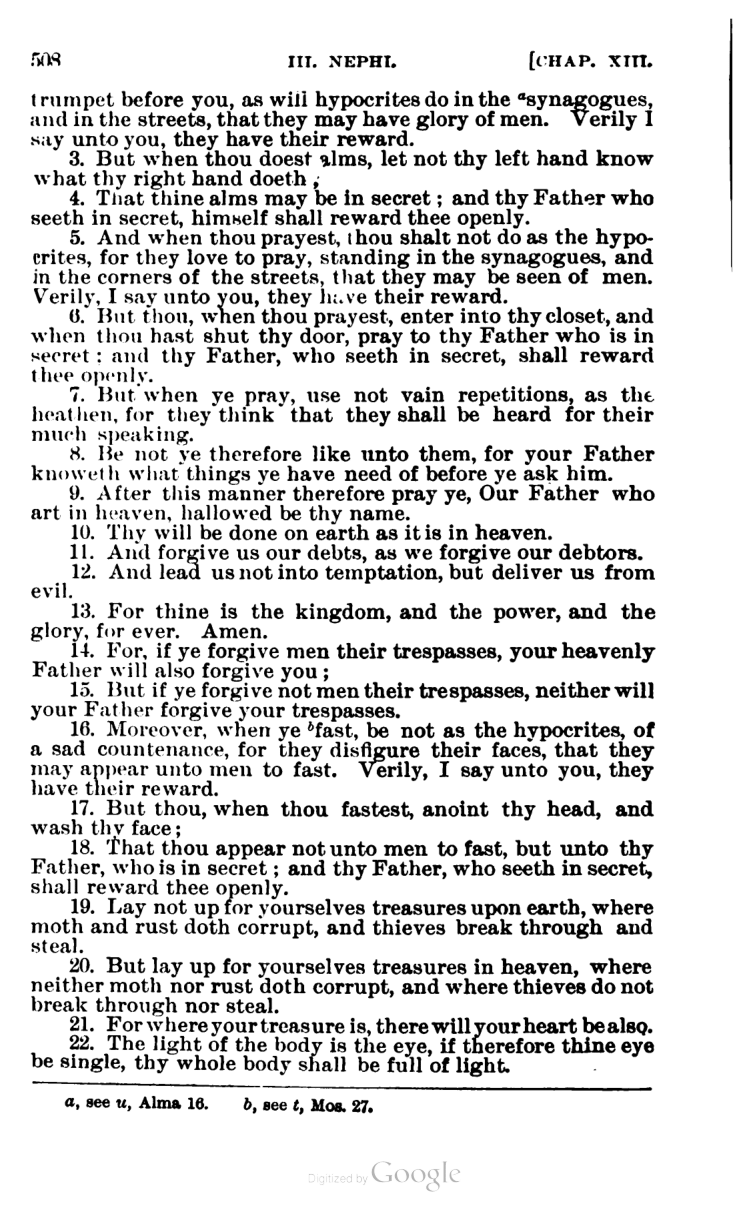 508 III. NEPHI. [CHAP. XIII.
trumpet before you, as will hypocrites do in the ᵃsynagogues,
and in the streets, that they may have glory of men. Verily I
say unto you, they have their reward.
3. But when thou doest alms, let not thy left hand know
what thy right hand doeth ;
4. That thine alms may be in secret ; and thy Father who
seeth in secret, himself shall reward thee openly.
5. And when thou prayest, thou shalt not do as the hypo-
crites, for they love to pray, standing in the synagogues, and
in the corners of the streets, that they may be seen of men.
Verily, I say unto you, they have their reward.
6. But thou, when thou prayest, enter into thy closet, and
when thou hast shut thy door, pray to thy Father who is in
secret : and thy Father, who seeth in secret, shall reward
thee openly.
7. But when ye pray, use not vain repetitions, as the
heathen, for they think that they shall be heard for their
much speaking.
8. Be not ye therefore like unto them, for your Father
knoweth what things ye have need of before ye ask him.
9. After this manner therefore pray ye, Our Father who
art in heaven, hallowed be thy name.
10. Thy will be done on earth as it is in heaven.
11. And forgive us our debts, as we forgive our debtors.
12. And lead us not into temptation, but deliver us from
evil.
13. For thine is the kingdom, and the power, and the
glory, for ever. Amen.
14. For, if ye forgive men their trespasses, your heavenly
Father will also forgive you ;
15. But if ye forgive not men their trespasses, neither will
your Father forgive your trespasses.
16. Moreover, when ye ᵇfast, be not as the hypocrites, of
a sad countenance, for they disfigure their faces, that they
may appear unto men to fast. Verily, I say unto you, they
have their reward.
17. But thou, when thou fastest, anoint thy head, and
wash thy face ;
18. That thou appear not unto men to fast, but unto thy
Father, who is in secret ; and thy Father, who seeth in secret,
shall reward thee openly.
19. Lay not up for yourselves treasures upon earth, where
moth and rust doth corrupt, and thieves break through and
steal.
20. But lay up for yourselves treasures in heaven, where
neither moth nor rust doth corrupt, and where thieves do not
break through nor steal.
21. For where your treasure is, there will your heart be also.
22. The light of the body is the eye, if therefore thine eye
be single, thy whole body shall be full of light.
a, see u, Alma 16. b, see t, Mos. 27.
Digitized by Google